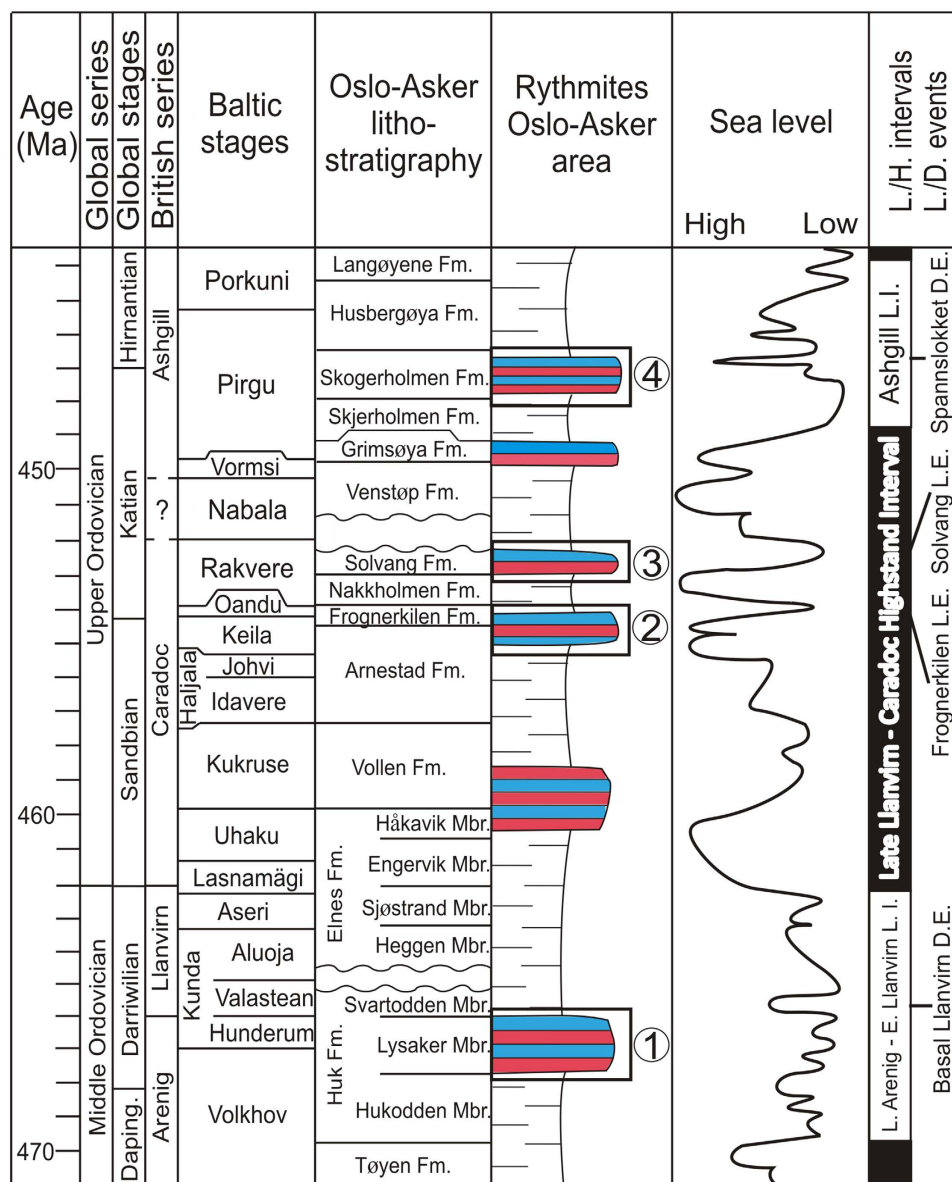 Age
(Ma)
Global series
Global stages
British series
Baltic
stages
Oslo-Asker
litho-
stratigraphy
Rythmites
Oslo-Asker
area
Sea level
High Low
L./H. intervals
L./D. events
450
460
470
Upper Ordovician
Middle Ordovician
Hirnantian
Katian
Sandbian
Darriwilian
Daping.
Ashgill
?
Caradoc
Llanvirn
Arenig
Porkuni
Pirgu
Vormsi
Nabala
Rakvere
Oandu
Keila
Haljala
Johvi
Idavere
Kukruse
Uhaku
Lasnamägi
Aseri
Kunda
Aluoja
Valastean
Hunderum
Volkhov
Langøyene Fm.
Husbergøya Fm.
Skogerholmen Fm.
Skjerholmen Fm.
Grimsøya Fm.
Venstøp Fm.
Solvang Fm.
Nakkholmen Fm.
Frognerkilen Fm.
Arnestad Fm.
Vollen Fm.
Elnes Fm.
Håkavik Mbr.
Engervik Mbr.
Sjøstrand Mbr.
Heggen Mbr.
Huk Fm.
Svartodden Mbr.
Lysaker Mbr.
Hukodden Mbr.
Tøyen Fm.
4
3
2
1
Ashgill L.I.
Late Llanvirn - Caradoc Highstand Interval
L. Arenig - E. Llanvirn L. I.
Spannslokket D.E.
Solvang L.E.
Frognerkilen L.E.
Basal Llanvirn D.E.